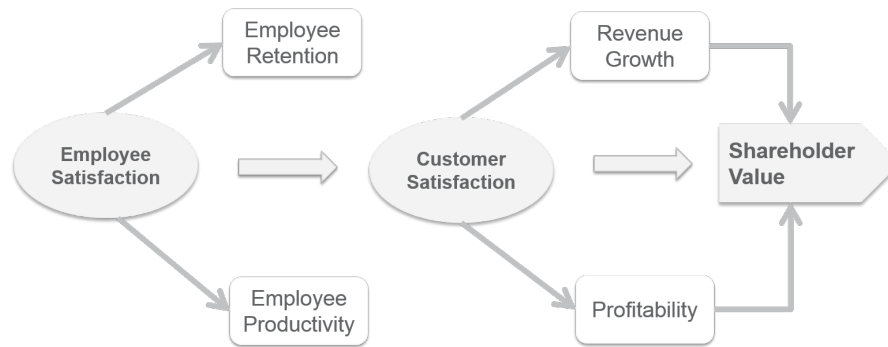 Employee
Retention
Revenue
Growth
Employee
Satisfaction
Customer
Satisfaction
Shareholder
Value
Employee
Productivity
Profitability